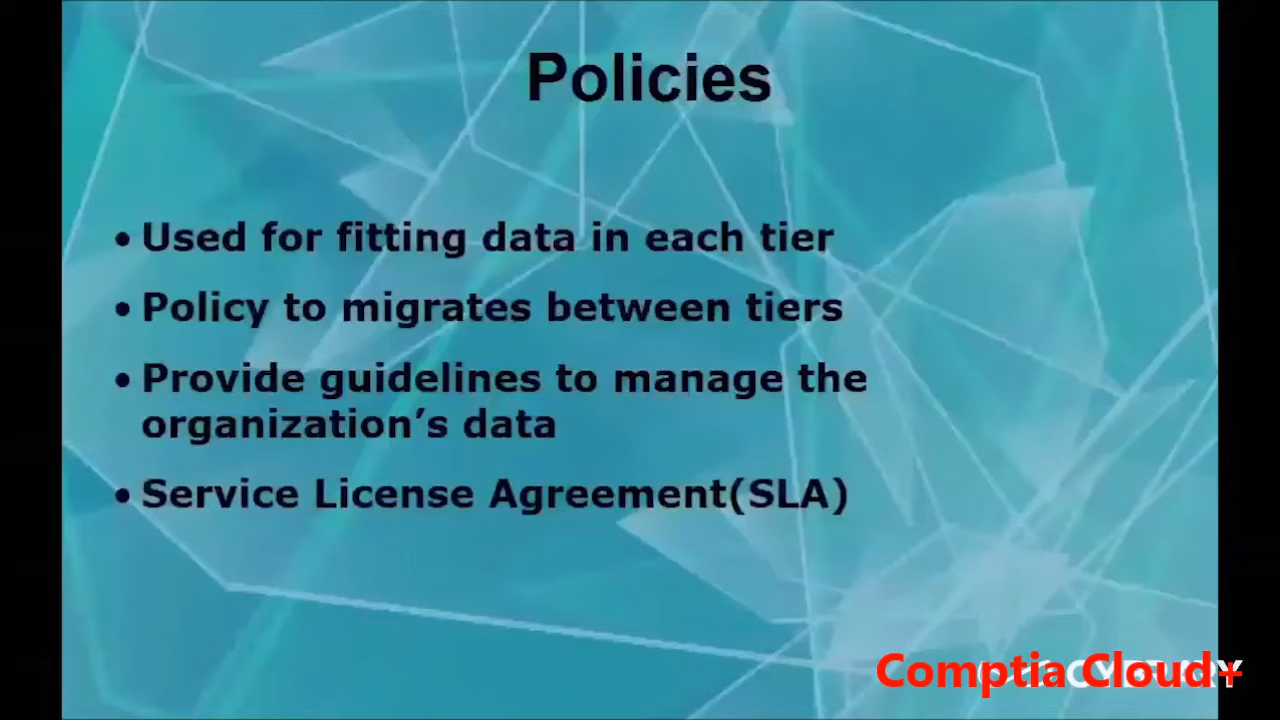 Policies
• Used for fitting data in each tier
• Policy to migrates between tiers
• Provide guidelines to manage the
organization’s data
• Service License Agreement(SLA)
Comptia Cloud+